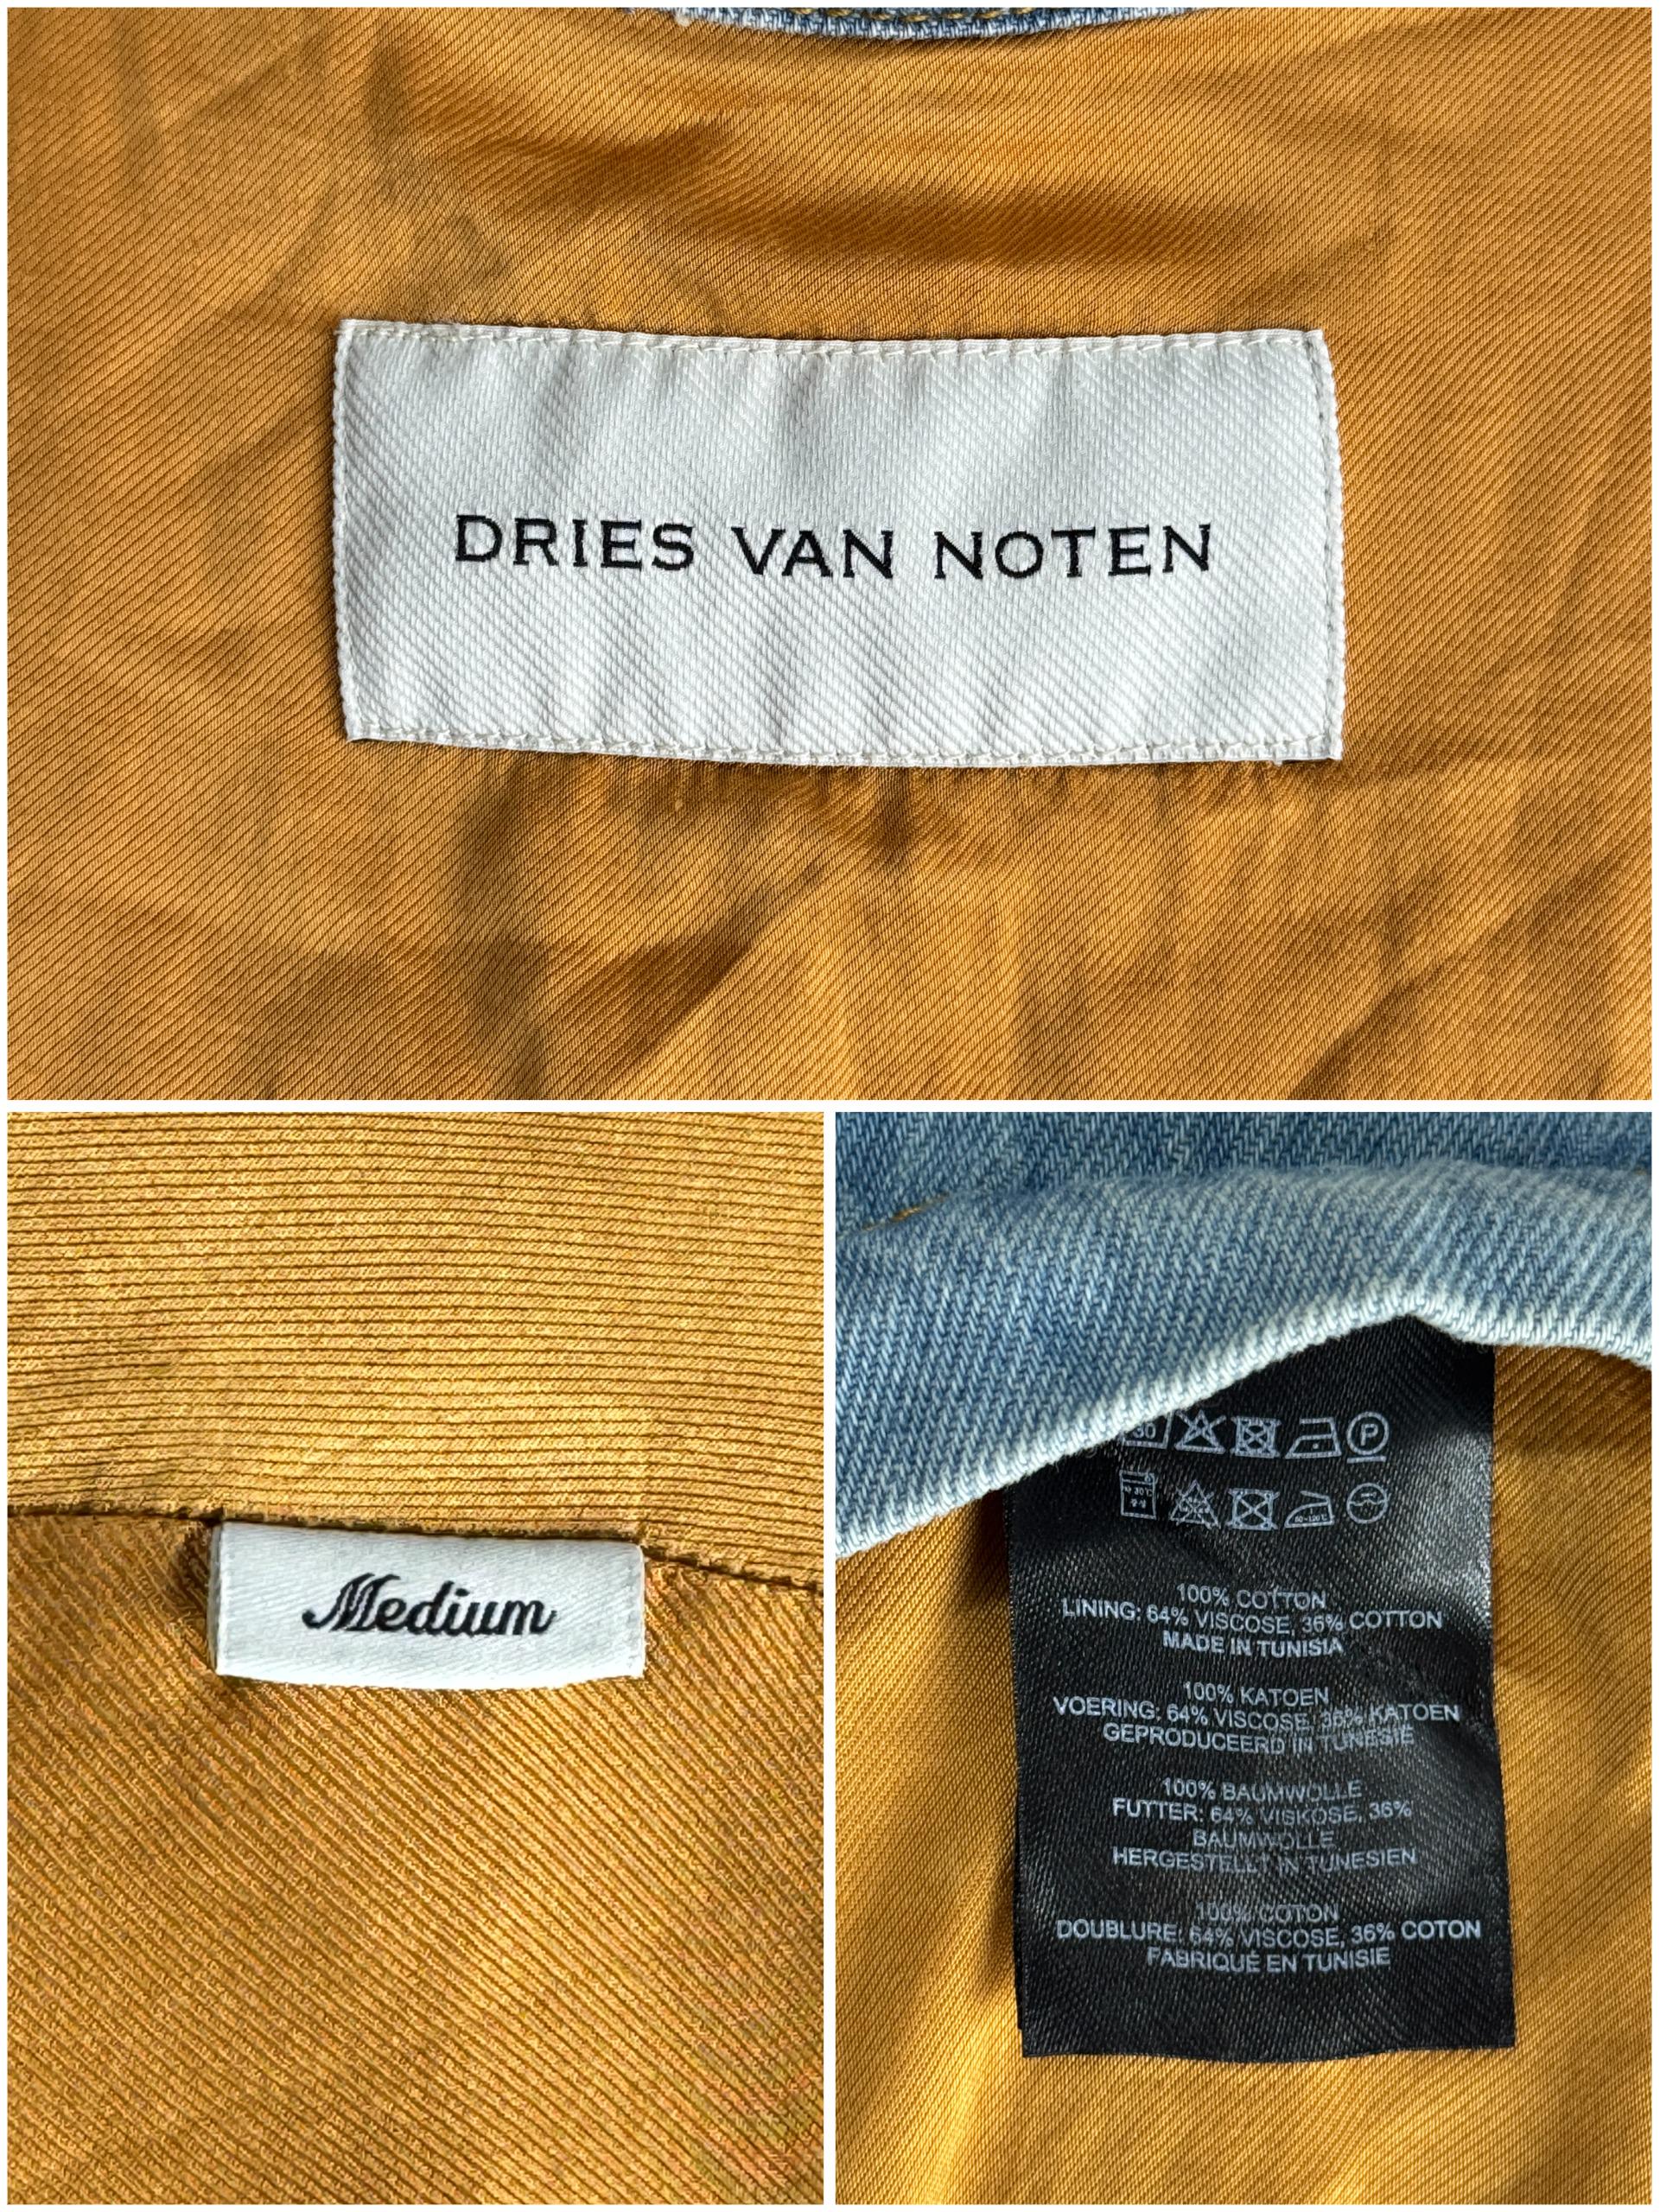 DRIES VAN NOTEN
Medium
30
P
100% COTTON
LINING: 64% VISCOSE, 36% COTTON
MADE IN TUNISIA
100% KATOEN
VOERING: 64% VISCOSE, 36% KATOEN
GEPRODUCEERD IN TUNESIE
100% BAUMWOLLE
FUTTER: 64% VISKOSE, 36%
BAUMWOLLE
HERGESTELLT IN TUNESIEN
100% COTON
DOUBLURE: 64% VISCOSE, 36% COTON
FABRIQUÉ EN TUNISIE